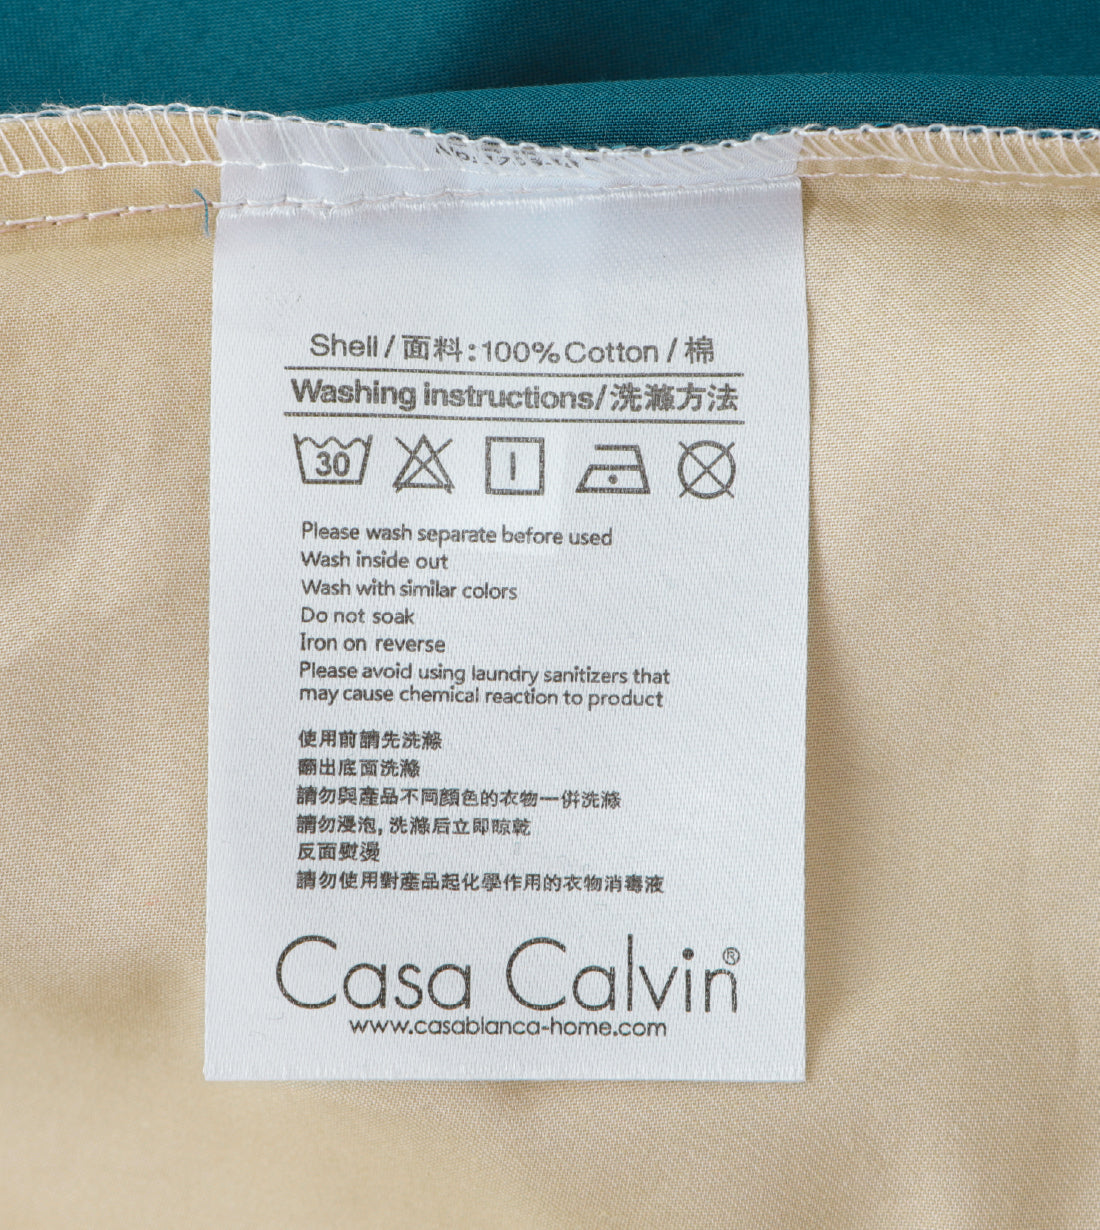 Shell / 面料 : 100% Cotton / 棉
Washing instructions/洗滌方法
30
Please wash separate before used
Wash inside out
Wash with similar colors
Do not soak
Iron on reverse
Please avoid using laundry sanitizers that
may cause chemical reaction to product
使用前請先洗滌
翻出底面洗滌
請勿與產品不同顏色的衣物一併洗滌
請勿浸泡, 洗滌后立即晾乾
反面熨燙
請勿使用對產品起化學作用的衣物消毒液
Casa Calvin®
www.casablanca-home.com